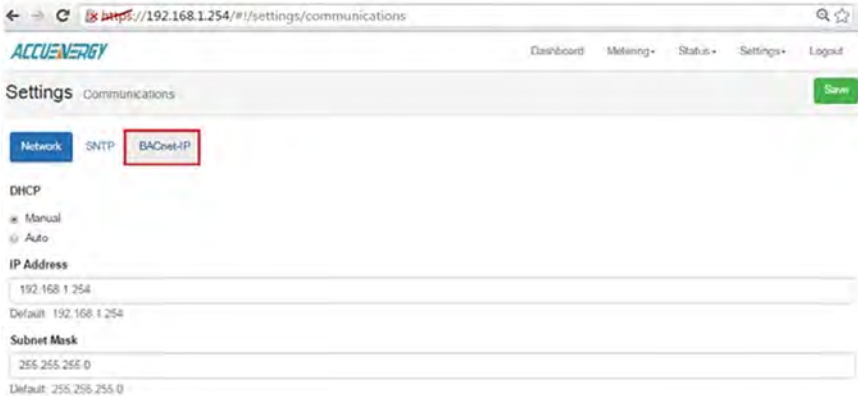 https://192.168.1.254/#!/settings/communications
ACCUENERGY
Dashboard Metering Status Settings Logout
Settings Communications
Save
Network SNTP BACnet-IP
DHCP
Manual
Auto
IP Address
192.168.1.254
Default: 192.168.1.254
Subnet Mask
255.255.255.0
Default: 255.255.255.0